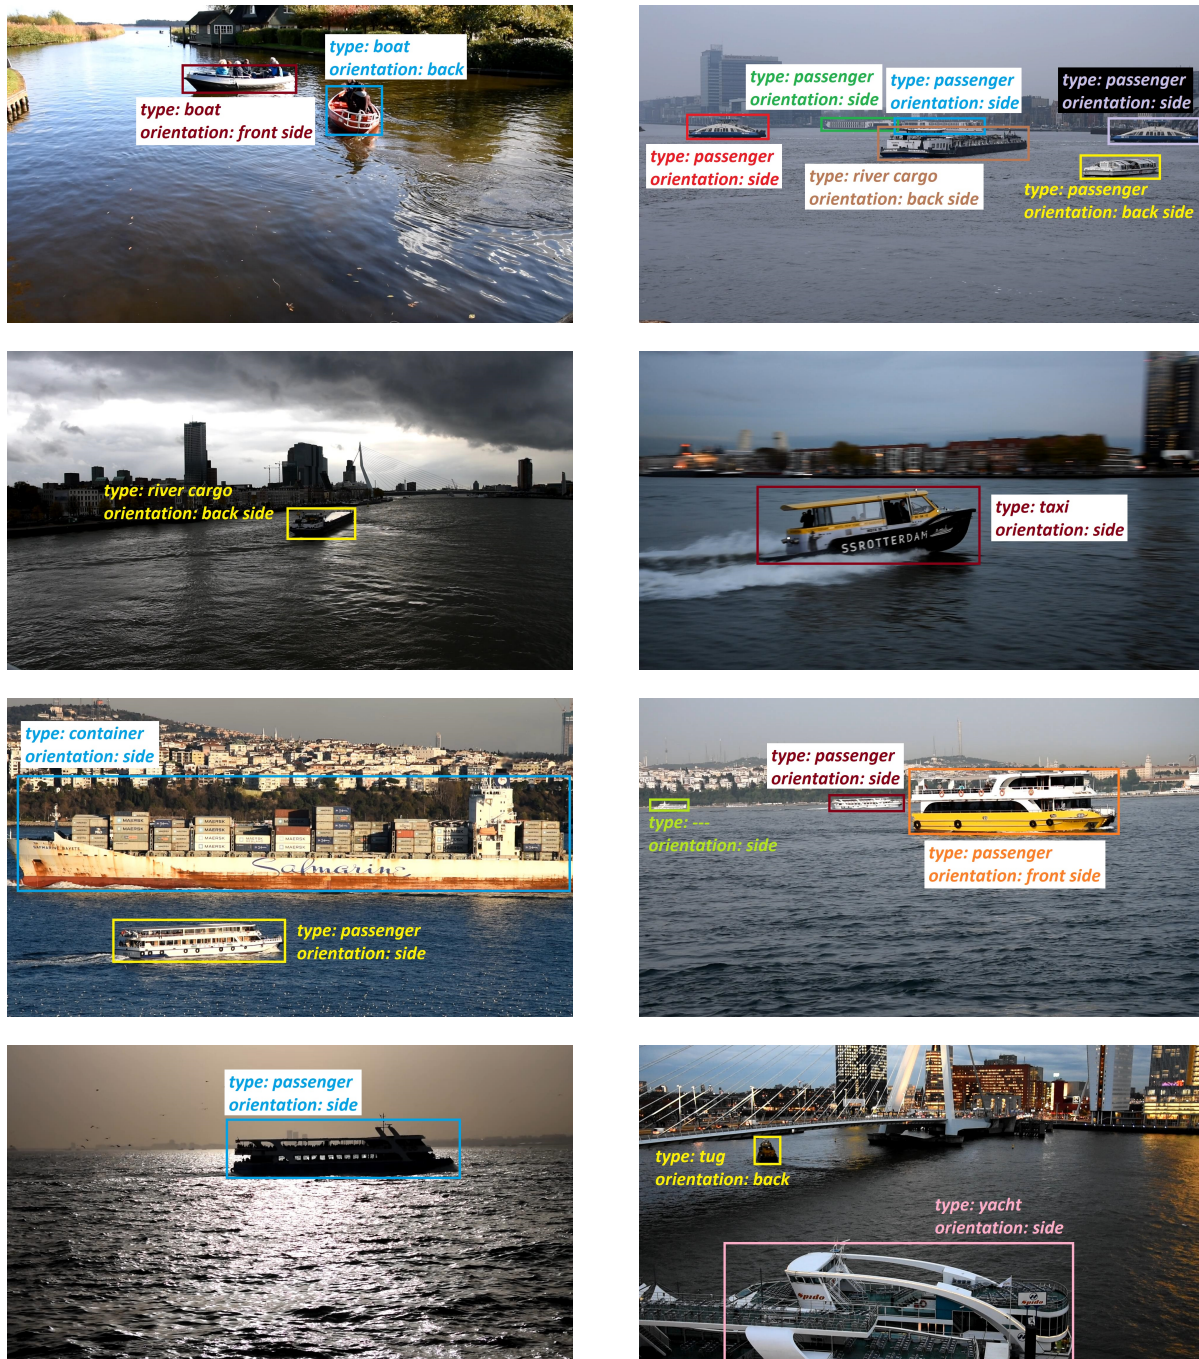 type: boat
orientation: back
type: boat
orientation: front side
type: passenger
orientation: side
type: passenger
orientation: side
type: passenger
orientation: side
type: passenger
orientation: side
type: river cargo
orientation: back side
type: passenger
orientation: back side
type: river cargo
orientation: back side
type: taxi
orientation: side
SSROTTERDAM
type: container
orientation: side
MAERSK
MAERSK
MAERSK
Safmarine
type: passenger
orientation: side
type: passenger
orientation: side
type: ---
orientation: side
type: passenger
orientation: front side
type: passenger
orientation: side
type: tug
orientation: back
type: yacht
orientation: side
spido
spido